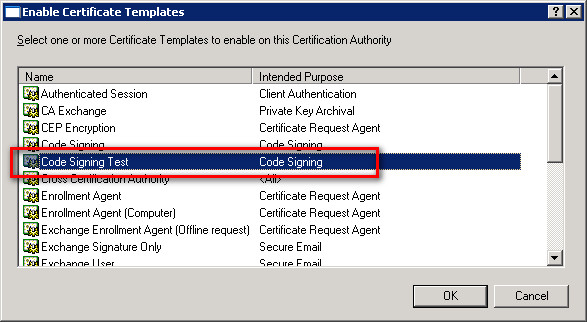 Enable Certificate Templates
Select one or more Certificate Templates to enable on this Certification Authority
Name Intended Purpose
Authenticated Session Client Authentication
CA Exchange Private Key Archival
CEP Encryption Certificate Request Agent
Code Signing Code Signing
Code Signing Test Code Signing
Cross Certification Authority <All>
Enrollment Agent Certificate Request Agent
Enrollment Agent (Computer) Certificate Request Agent
Exchange Enrollment Agent (Offline request) Certificate Request Agent
Exchange Signature Only Secure Email
Exchange User Secure Email
OK Cancel